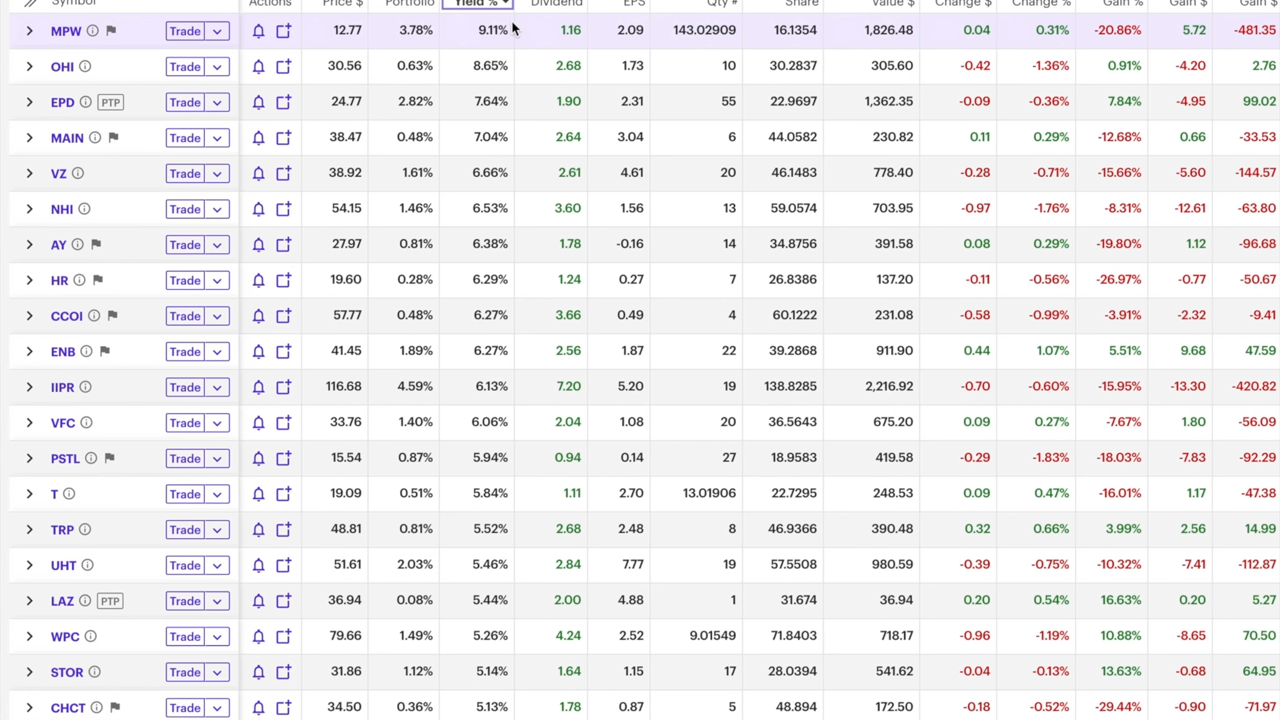 Symbol Actions Price $ Portfolio Yield % Dividend EPS Qty # Share Value $ Change $ Change % Gain % Gain $ Gain $
MPW Trade 12.77 3.78% 9.11% 1.16 2.09 143.02909 16.1354 1,826.48 0.04 0.31% -20.86% 5.72 -481.35
OHI Trade 30.56 0.63% 8.65% 2.68 1.73 10 30.2837 305.60 -0.42 -1.36% 0.91% -4.20 2.76
EPD PTP Trade 24.77 2.82% 7.64% 1.90 2.31 55 22.9697 1,362.35 -0.09 -0.36% 7.84% -4.95 99.02
MAIN Trade 38.47 0.48% 7.04% 2.64 3.04 6 44.0582 230.82 0.11 0.29% -12.68% 0.66 -33.53
VZ Trade 38.92 1.61% 6.66% 2.61 4.61 20 46.1483 778.40 -0.28 -0.71% -15.66% -5.60 -144.57
NHI Trade 54.15 1.46% 6.53% 3.60 1.56 13 59.0574 703.95 -0.97 -1.76% -8.31% -12.61 -63.80
AY Trade 27.97 0.81% 6.38% 1.78 -0.16 14 34.8756 391.58 0.08 0.29% -19.80% 1.12 -96.68
HR Trade 19.60 0.28% 6.29% 1.24 0.27 7 26.8386 137.20 -0.11 -0.56% -26.97% -0.77 -50.67
CCOI Trade 57.77 0.48% 6.27% 3.66 0.49 4 60.1222 231.08 -0.58 -0.99% -3.91% -2.32 -9.41
ENB Trade 41.45 1.89% 6.27% 2.56 1.87 22 39.2868 911.90 0.44 1.07% 5.51% 9.68 47.59
IIPR Trade 116.68 4.59% 6.13% 7.20 5.20 19 138.8285 2,216.92 -0.70 -0.60% -15.95% -13.30 -420.82
VFC Trade 33.76 1.40% 6.06% 2.04 1.08 20 36.5643 675.20 0.09 0.27% -7.67% 1.80 -56.09
PSTL Trade 15.54 0.87% 5.94% 0.94 0.14 27 18.9583 419.58 -0.29 -1.83% -18.03% -7.83 -92.29
T Trade 19.09 0.51% 5.84% 1.11 2.70 13.01906 22.7295 248.53 0.09 0.47% -16.01% 1.17 -47.38
TRP Trade 48.81 0.81% 5.52% 2.68 2.48 8 46.9366 390.48 0.32 0.66% 3.99% 2.56 14.99
UHT Trade 51.61 2.03% 5.46% 2.84 7.77 19 57.5508 980.59 -0.39 -0.75% -10.32% -7.41 -112.87
LAZ PTP Trade 36.94 0.08% 5.44% 2.00 4.88 1 31.674 36.94 0.20 0.54% 16.63% 0.20 5.27
WPC Trade 79.66 1.49% 5.26% 4.24 2.52 9.01549 71.8403 718.17 -0.96 -1.19% 10.88% -8.65 70.50
STOR Trade 31.86 1.12% 5.14% 1.64 1.15 17 28.0394 541.62 -0.04 -0.13% 13.63% -0.68 64.95
CHCT Trade 34.50 0.36% 5.13% 1.78 0.87 5 48.894 172.50 -0.18 -0.52% -29.44% -0.90 -71.97